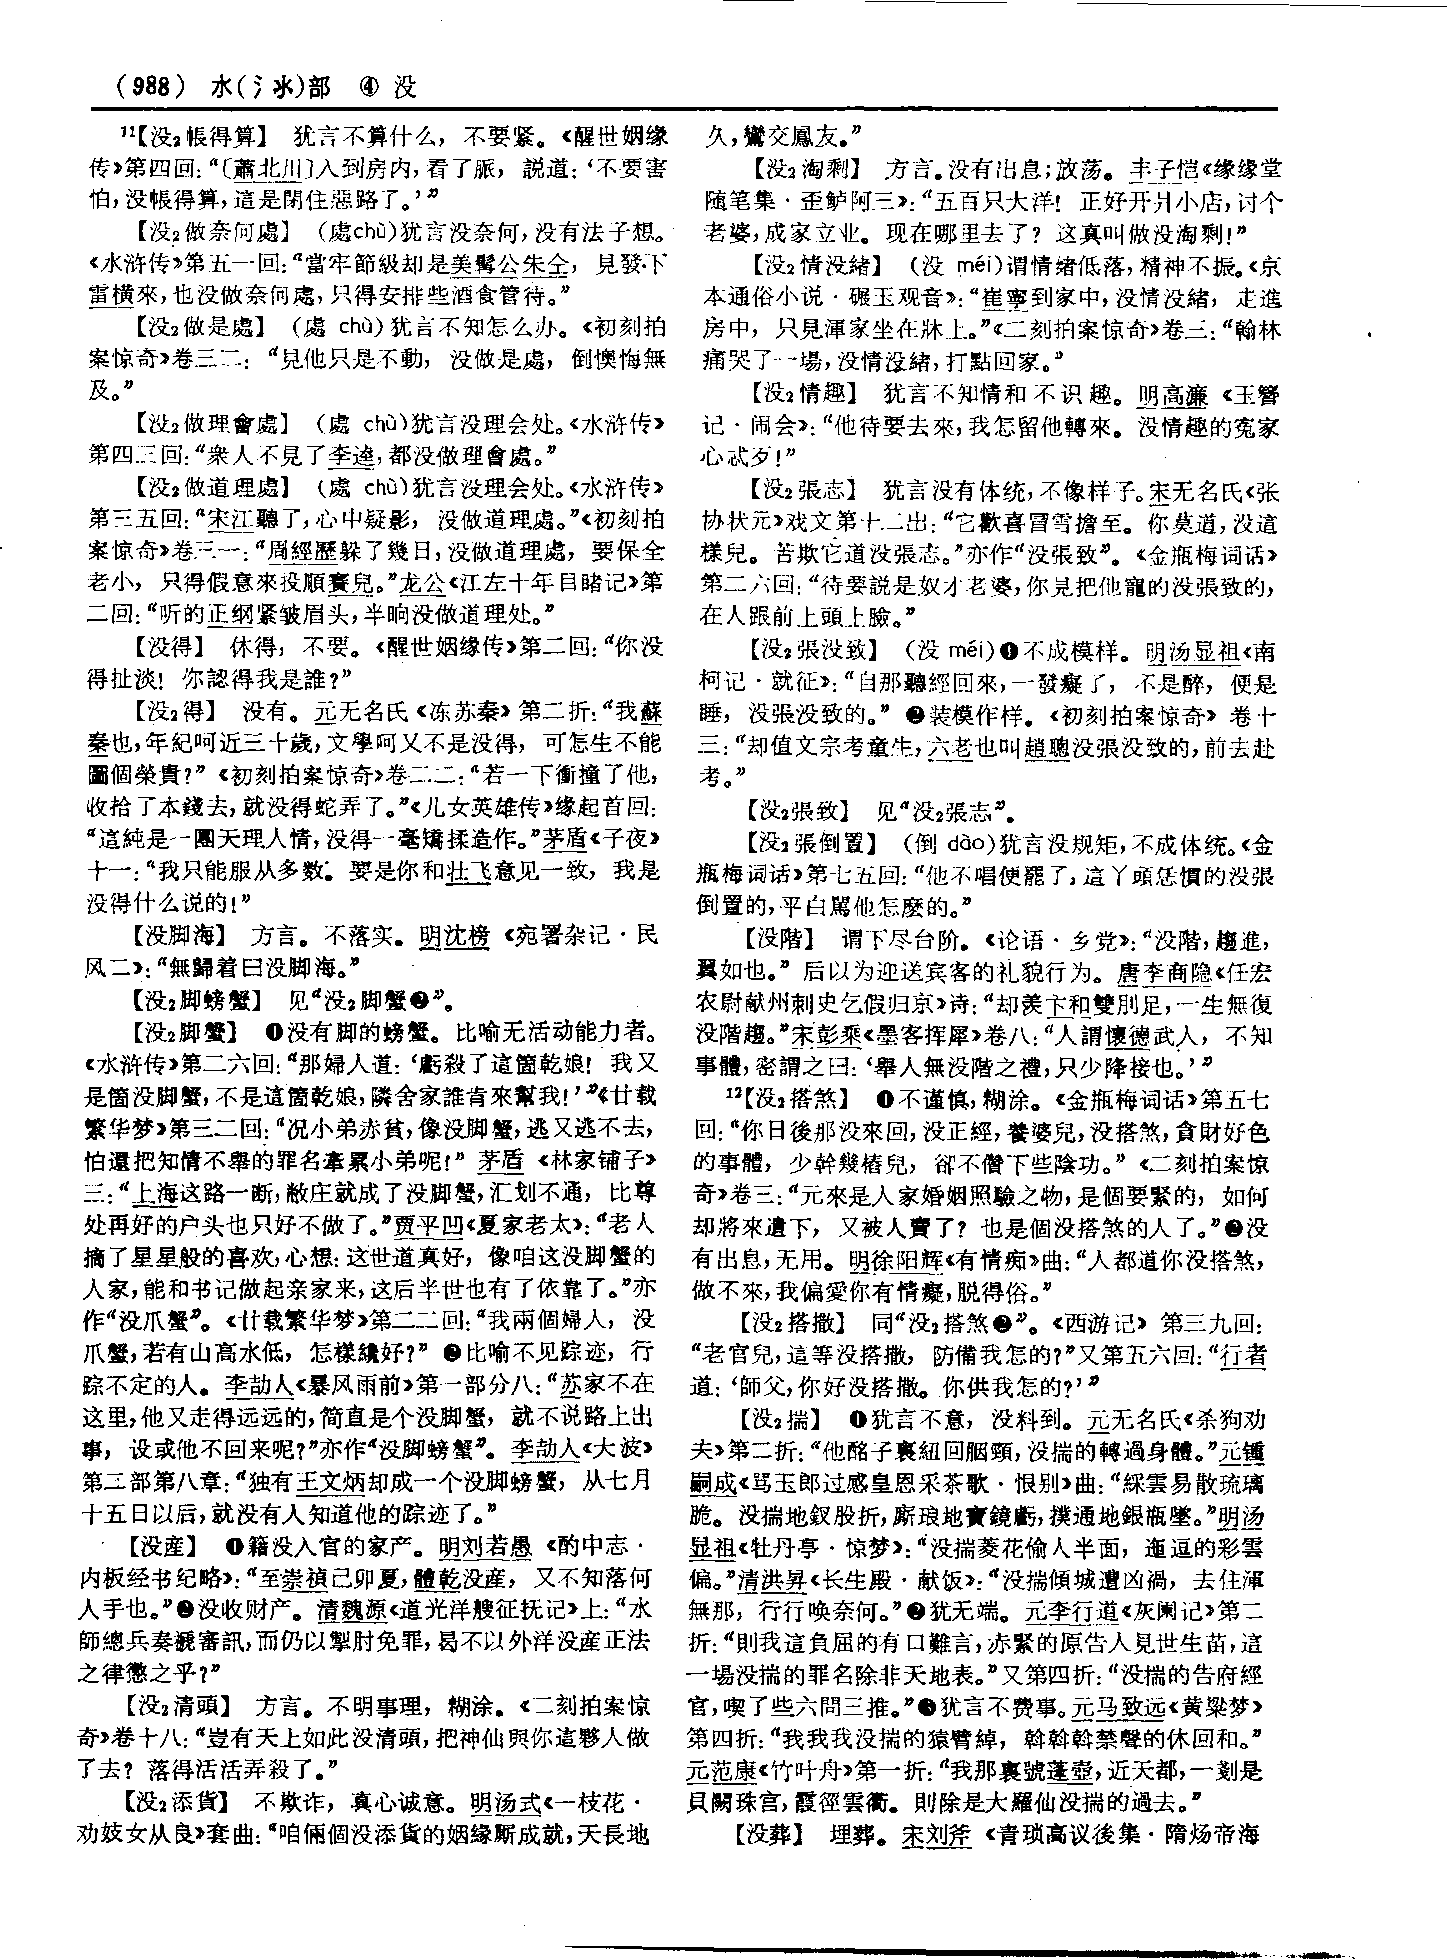 (988) 水(氵氺)部 ④ 没
11【没2帳得算】 犹言不算什么，不要紧。《醒世姻缘
传》第四回：“〔蕭北川〕入到房内，看了脈，説道：‘不要害
怕，没帳得算，這是閉住惡路了。’”
【没2做奈何處】 (處chù)犹言没奈何，没有法子想。
《水浒传》第五一回：“當牢節級却是美髯公朱仝，見發下
雷横來，也没做奈何處，只得安排些酒食管待。”
【没2做是處】 (處 chù)犹言不知怎么办。《初刻拍
案惊奇》卷三二：“見他只是不動，没做是處，倒懊悔無
及。”
【没2做理會處】 (處 chù)犹言没理会处。《水浒传》
第四三回：“衆人不見了李逵，都没做理會處。”
【没2做道理處】 (處 chù)犹言没理会处。《水浒传》
第三五回：“宋江聽了，心中疑影，没做道理處。”《初刻拍
案惊奇》卷三一：“周經歷躲了幾日，没做道理處，要保全
老小，只得假意來投順賽兒。”龙公《江左十年目睹记》第
二回：“听的正纲紧皱眉头，半晌没做道理处。”
【没得】 休得，不要。《醒世姻缘传》第二回：“你没
得扯淡！你認得我是誰？”
【没2得】 没有。元无名氏《冻苏秦》第二折：“我蘇
秦也，年紀呵近三十歲，文學呵又不是没得，可怎生不能
圖個榮貴？”《初刻拍案惊奇》卷二二：“若一下衝撞了他，
收拾了本錢去，就没得蛇弄了。”《儿女英雄传》缘起首回：
“這純是一團天理人情，没得一毫矯揉造作。”茅盾《子夜》
十一：“我只能服从多数。要是你和壮飞意见一致，我是
没得什么说的！”
【没脚海】 方言。不落实。明沈榜《宛署杂记·民
风二》：“無歸着曰没脚海。”
【没2脚螃蟹】 见“没2脚蟹❷”。
【没2脚蟹】 ❶没有脚的螃蟹。比喻无活动能力者。
《水浒传》第二六回：“那婦人道：‘虧殺了這箇乾娘！我又
是箇没脚蟹，不是這箇乾娘，隣舍家誰肯來幫我！’”《廿载
繁华梦》第三二回：“况小弟赤貧，像没脚蟹，逃又逃不去，
怕還把知情不舉的罪名牽累小弟呢！”茅盾《林家铺子》
三：“上海这路一断，敝庄就成了没脚蟹，汇划不通，比尊
处再好的户头也只好不做了。”贾平凹《夏家老太》：“老人
摘了星星般的喜欢，心想：这世道真好，像咱这没脚蟹的
人家，能和书记做起亲家来，这后半世也有了依靠了。”亦
作“没爪蟹”。《廿载繁华梦》第二二回：“我兩個婦人，没
爪蟹，若有山高水低，怎樣纔好？”❷比喻不见踪迹，行
踪不定的人。李劼人《暴风雨前》第一部分八：“苏家不在
这里，他又走得远远的，简直是个没脚蟹，就不说路上出
事，设或他不回来呢？”亦作“没脚螃蟹”。李劼人《大波》
第三部第八章：“独有王文炳却成一个没脚螃蟹，从七月
十五日以后，就没有人知道他的踪迹了。”
【没産】 ❶籍没入官的家产。明刘若愚《酌中志·
内板经书纪略》：“至崇禎己卯夏，體乾没産，又不知落何
人手也。”❷没收财产。清魏源《道光洋艘征抚记》上：“水
師總兵奏褫審訊，而仍以掣肘免罪，曷不以外洋没産正法
之律懲之乎？”
【没2清頭】 方言。不明事理，糊涂。《二刻拍案惊
奇》卷十八：“豈有天上如此没清頭，把神仙與你這夥人做
了去？落得活活弄殺了。”
【没2添貨】 不欺诈，真心诚意。明汤式《一枝花·
劝妓女从良》套曲：“咱倆個没添貨的姻緣厮成就，天長地
久，鸞交鳳友。”
【没2淘剩】 方言。没有出息；放荡。丰子恺《缘缘堂
随笔集·歪鲈阿三》：“五百只大洋！正好开爿小店，讨个
老婆，成家立业。现在哪里去了？这真叫做没淘剩！”
【没2情没緒】 (没 méi)谓情绪低落，精神不振。《京
本通俗小说·碾玉观音》：“崔寧到家中，没情没緒，走進
房中，只見渾家坐在牀上。”《二刻拍案惊奇》卷三：“翰林
痛哭了一場，没情没緒，打點回家。”
【没2情趣】 犹言不知情和不识趣。明高濂《玉簪
记·闹会》：“他待要去來，我怎留他轉來。没情趣的冤家
心忒歹！”
【没2張志】 犹言没有体统，不像样子。宋无名氏《张
协状元》戏文第十二出：“它歡喜冒雪擔至。你莫道，没這
樣兒。苦欺它道没張志。”亦作“没張致”。《金瓶梅词话》
第二六回：“待要説是奴才老婆，你見把他寵的没張致的，
在人跟前上頭上臉。”
【没2張没致】 (没 méi)❶不成模样。明汤显祖《南
柯记·就征》：“自那聽經回來，一發癡了，不是醉，便是
睡，没張没致的。”❷装模作样。《初刻拍案惊奇》卷十
三：“却值文宗考童生，六老也叫趙聰没張没致的，前去赴
考。”
【没2張致】 见“没2張志”。
【没2張倒置】 (倒 dào)犹言没规矩，不成体统。《金
瓶梅词话》第七五回：“他不唱便罷了，這丫頭恁慣的没張
倒置的，平白駡他怎麽的。”
【没階】 谓下尽台阶。《论语·乡党》：“没階，趨進，
翼如也。”后以为迎送宾客的礼貌行为。唐李商隐《任宏
农尉献州刺史乞假归京》诗：“却羡卞和雙刖足，一生無復
没階趨。”宋彭乘《墨客挥犀》卷八：“人謂懷德武人，不知
事體，密謂之曰：‘舉人無没階之禮，只少降接也。’”
12【没2搭煞】 ❶不谨慎，糊涂。《金瓶梅词话》第五七
回：“你日後那没來回，没正經，養婆兒，没搭煞，貪財好色
的事體，少幹幾樁兒，卻不儹下些陰功。”《二刻拍案惊
奇》卷三：“元來是人家婚姻照驗之物，是個要緊的，如何
却將來遺下，又被人賣了？也是個没搭煞的人了。”❷没
有出息，无用。明徐阳辉《有情痴》曲：“人都道你没搭煞，
做不來，我偏愛你有情癡，脱得俗。”
【没2搭撒】 同“没2搭煞❷”。《西游记》第三九回：
“老官兒，這等没搭撒，防備我怎的？”又第五六回：“行者
道：‘師父，你好没搭撒。你供我怎的？’”
【没2揣】 ❶犹言不意，没料到。元无名氏《杀狗劝
夫》第二折：“他酩子裏紐回胭頸，没揣的轉過身體。”元锺
嗣成《骂玉郎过感皇恩采茶歌·恨别》曲：“綵雲易散琉璃
脆。没揣地釵股折，厮琅地寶鏡虧，撲通地銀瓶墜。”明汤
显祖《牡丹亭·惊梦》：“没揣菱花偷人半面，迤逗的彩雲
偏。”清洪昇《长生殿·献饭》：“没揣傾城遭凶禍，去住渾
無那，行行唤奈何。”❷犹无端。元李行道《灰阑记》第二
折：“則我這負屈的有口難言，赤緊的原告人見世生苗，這
一場没揣的罪名除非天地表。”又第四折：“没揣的告府經
官，喫了些六問三推。”❸犹言不费事。元马致远《黄粱梦》
第四折：“我我我没揣的猿臂綽，斡斡斡禁聲的休回和。”
元范康《竹叶舟》第一折：“我那裏號蓬壺，近天都，一剗是
貝闕珠宫，霞徑雲衢。則除是大羅仙没揣的過去。”
【没葬】 埋葬。宋刘斧《青琐高议後集·隋炀帝海